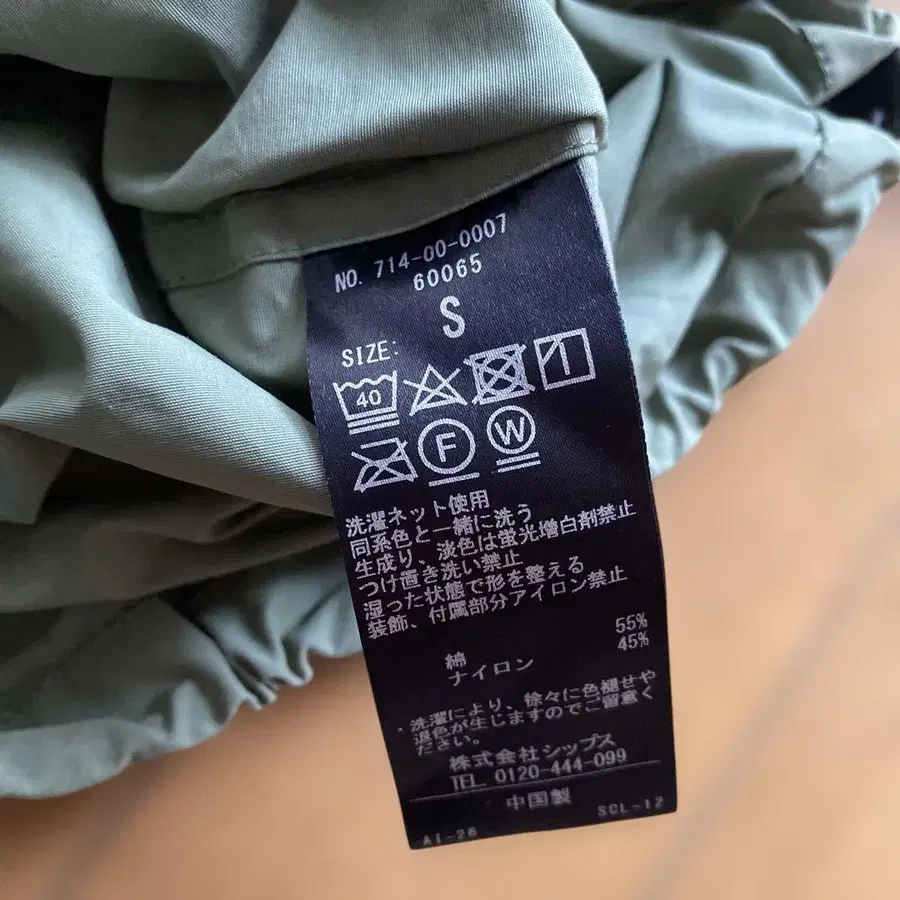 NO. 714-00-0007
60065
S
SIZE:
40
F
W
洗濯ネット使用
同系色と一緒に洗う
生成り、淡色は蛍光増白剤禁止
つけ置き洗い禁止
湿った状態で形を整える
装飾、付属部分アイロン禁止
綿 55%
ナイロン 45%
・洗濯により、徐々に色褪せや
退色が生じますのでご留意く
ださい。
株式会社シップス
TEL. 0120-444-099
中国製
AI-26 SCL-12